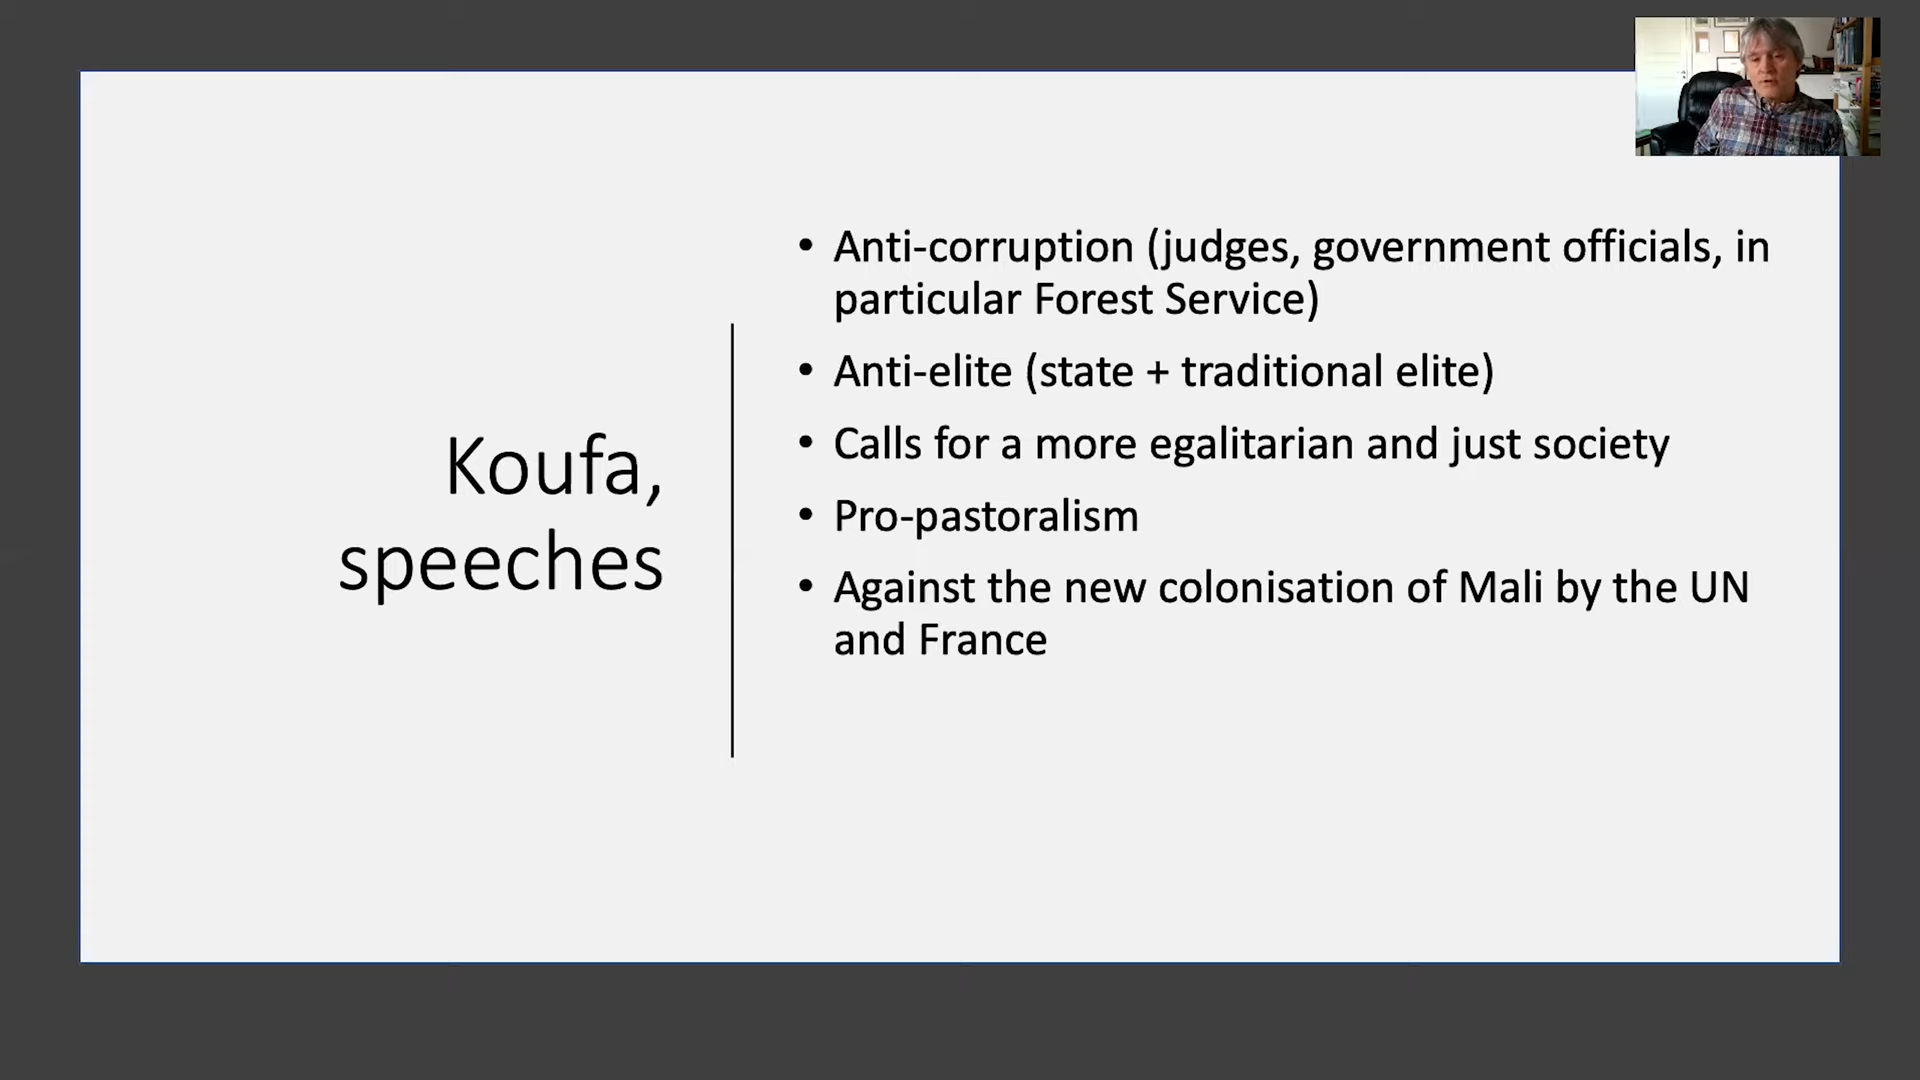 Koufa,
speeches
• Anti-corruption (judges, government officials, in
particular Forest Service)
• Anti-elite (state + traditional elite)
• Calls for a more egalitarian and just society
• Pro-pastoralism
• Against the new colonisation of Mali by the UN
and France